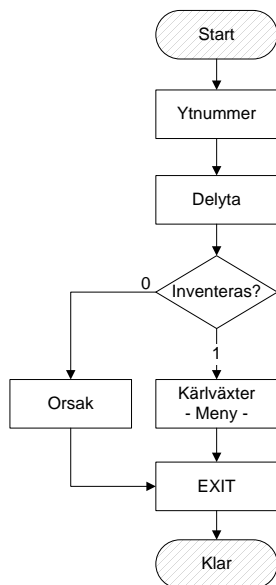 Start
Ytnummer
Delyta
Inventeras?
0
1
Orsak
Kärlväxter
- Meny -
EXIT
Klar